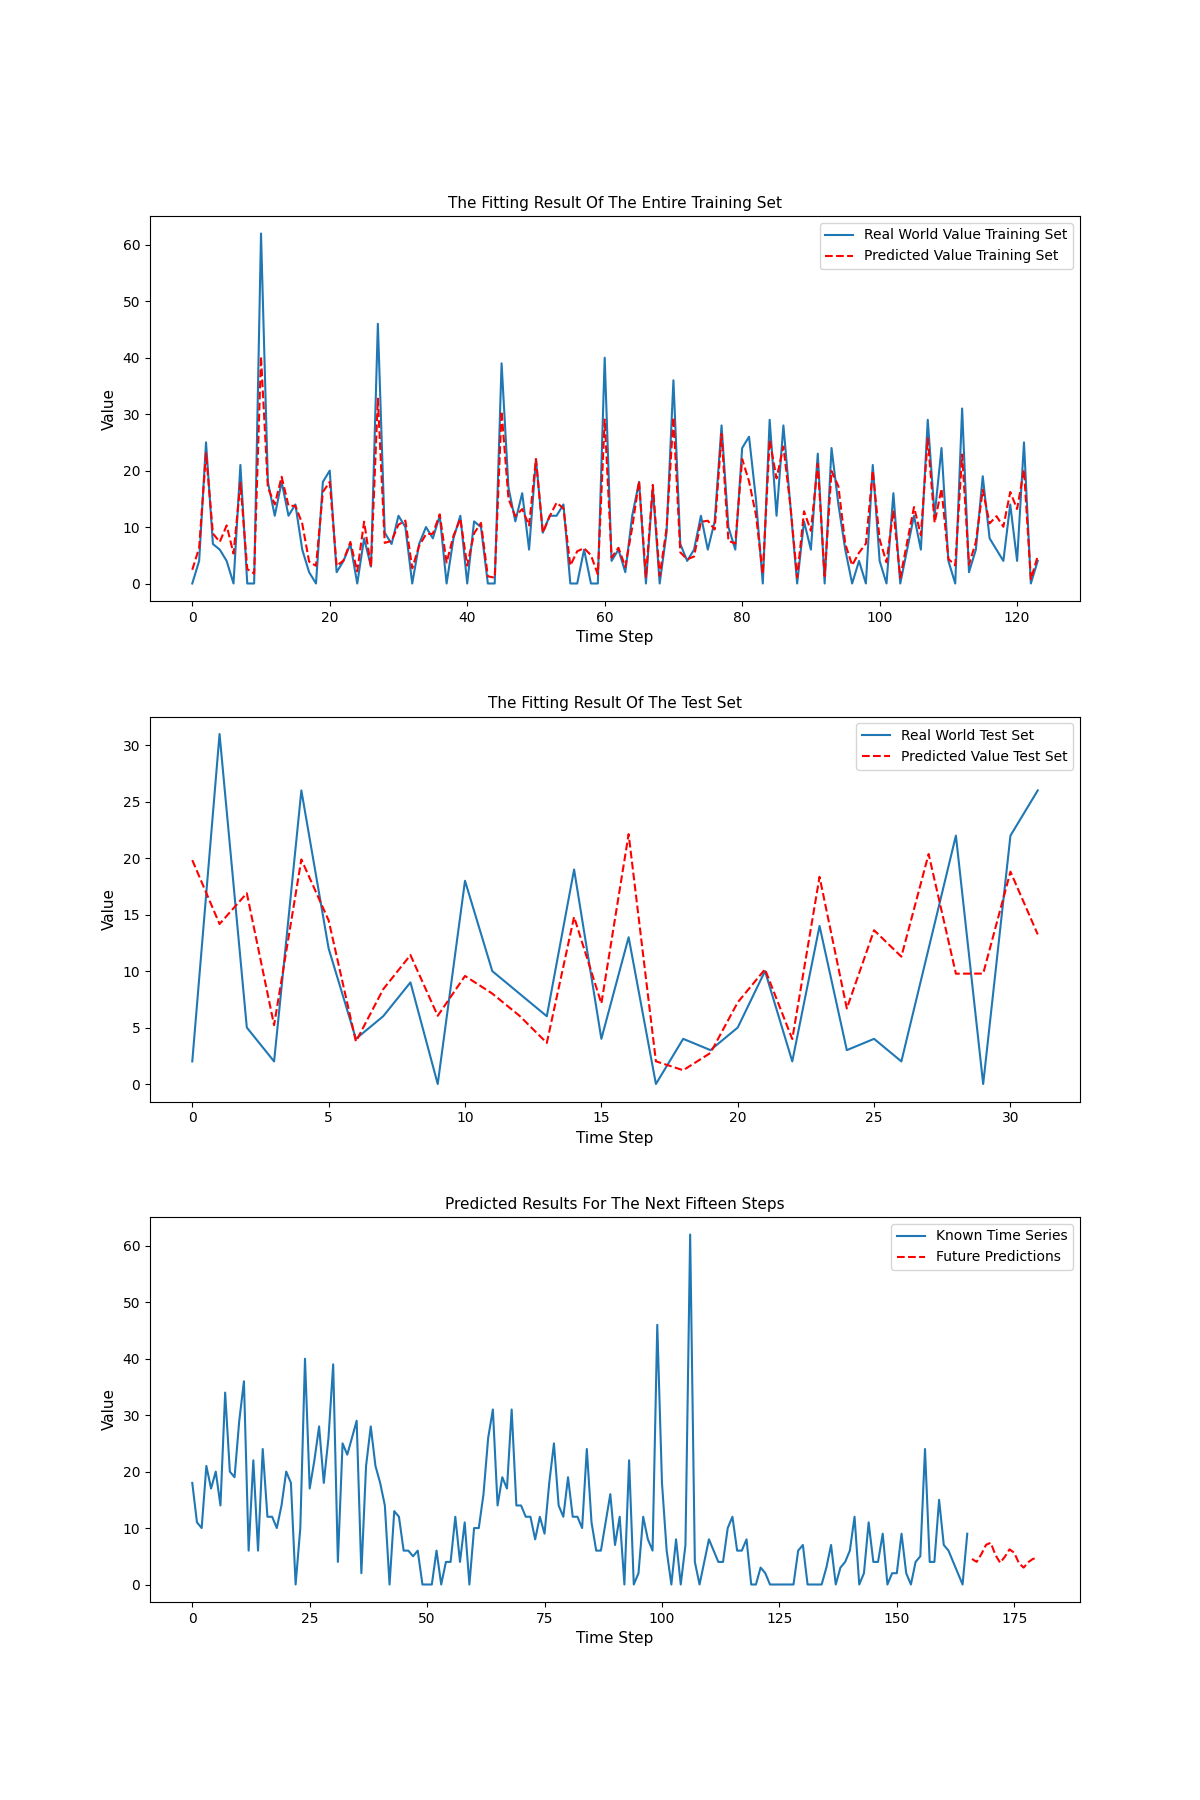 The Fitting Result Of The Entire Training Set
Real World Value Training Set
Predicted Value Training Set
Value
60
50
40
30
20
10
0
0 20 40 60 80 100 120
Time Step
The Fitting Result Of The Test Set
Real World Test Set
Predicted Value Test Set
Value
30
25
20
15
10
5
0
0 5 10 15 20 25 30
Time Step
Predicted Results For The Next Fifteen Steps
Known Time Series
Future Predictions
Value
60
50
40
30
20
10
0
0 25 50 75 100 125 150 175
Time Step